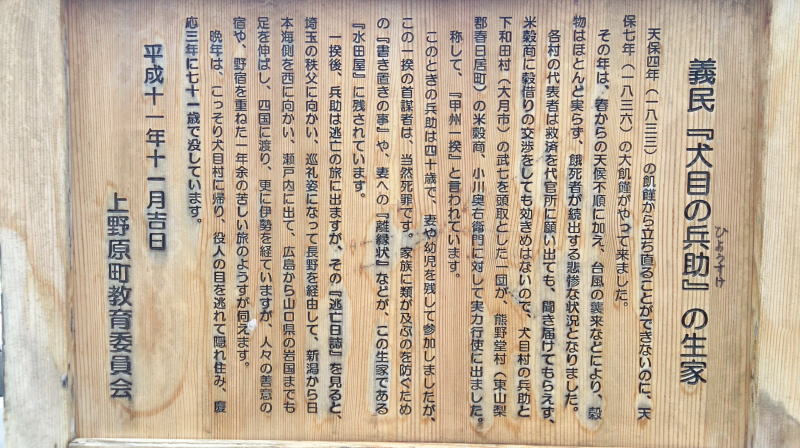 義民『犬目の兵助』の生家
ひょうすけ
天保四年（一八三三）の飢饉から立ち直ることができないのに、天
保七年（一八三六）の大飢饉がやって来ました。
その年は、春からの天候不順に加え、台風の襲来などにより、穀
物はほとんど実らず、餓死者が続出する悲惨な状況となりました。
各村の代表者は救済を代官所に願い出ても、聞き届けてもらえず、
米穀商に穀借りの交渉をしても効きめはないので、犬目村の兵助と
下和田村（大月市）の武七を頭取とした一団が、熊野堂村（東山梨
郡春日居町）の米穀商、小川奥右衛門に対して実力行使に出ました。
称して、『甲州一揆』と言われています。
このときの兵助は四十歳で、妻や幼児を残して参加しましたが、
この一揆の首謀者は、当然死罪です。家族に類が及ぶのを防ぐため
の『書き置きの事』や、妻への『離縁状』などが、この生家である
『水田屋』に残されています。
一揆後、兵助は逃亡の旅に出ますが、その『逃亡日誌』を見ると、
埼玉の秩父に向かい、巡礼姿になって長野を経由して、新潟から日
本海側を西に向かい、瀬戸内に出て、広島から山口県の岩国までも
足を伸ばし、四国に渡り、更に伊勢を経ていますが、人々の善意の
宿や、野宿を重ねた一年余の苦しい旅のようすが伺えます。
晩年は、こっそり犬目村に帰り、役人の目を逃れて隠れ住み、慶
応三年に七十一歳で没しています。
平成十一年十一月吉日
上野原町教育委員会